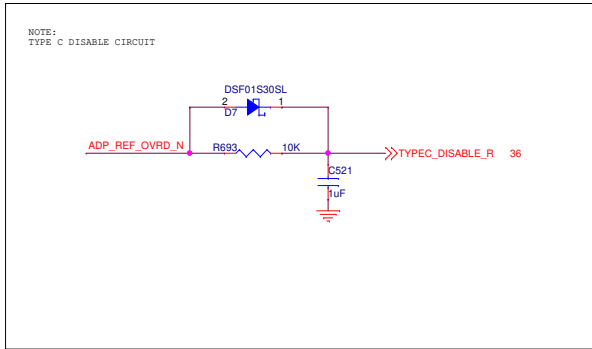 NOTE:
TYPE C DISABLE CIRCUIT
DSF01S30SL
2 1
D7
ADP_REF_OVRD_N R693 10K TYPEC_DISABLE_R 36
C521
1uF